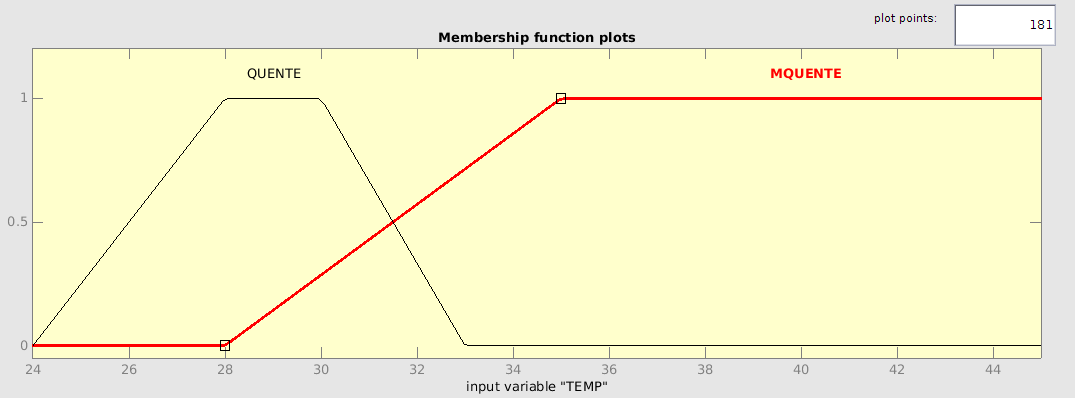 plot points:
181
Membership function plots
QUENTE
MQUENTE
1
0.5
0
24 26 28 30 32 34 36 38 40 42 44
input variable "TEMP"